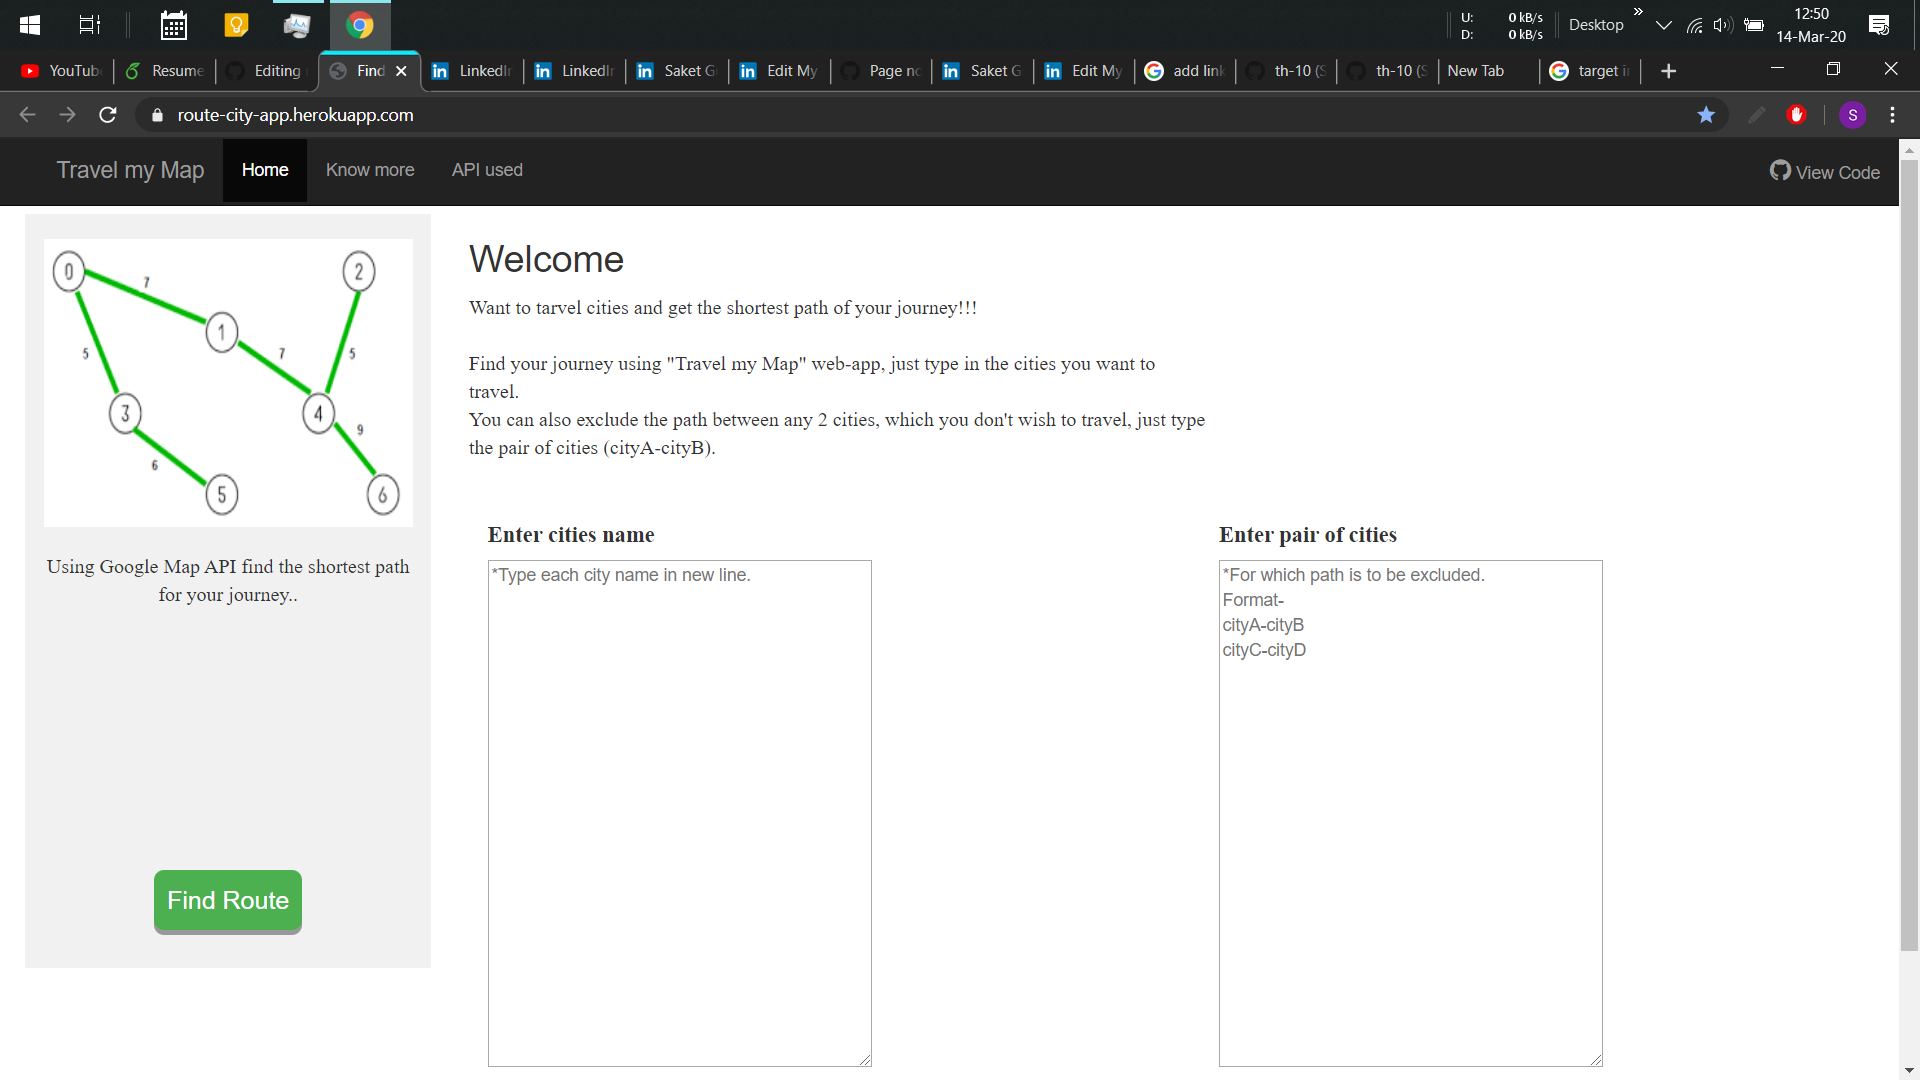 U: 0 kB/s
D: 0 kB/s
Desktop
12:50
14-Mar-20
YouTub
Resume
Editing
Find
LinkedIn
LinkedIn
Saket G
Edit My
Page no
Saket G
Edit My
add link
th-10 (S
th-10 (S
New Tab
target i
route-city-app.herokuapp.com
S
Travel my Map
Home
Know more
API used
View Code
0
7
2
1
5
7
5
3
4
9
6
5
6
Using Google Map API find the shortest path
for your journey..
Find Route
Welcome
Want to tarvel cities and get the shortest path of your journey!!!
Find your journey using "Travel my Map" web-app, just type in the cities you want to
travel.
You can also exclude the path between any 2 cities, which you don't wish to travel, just type
the pair of cities (cityA-cityB).
Enter cities name
*Type each city name in new line.
Enter pair of cities
*For which path is to be excluded.
Format-
cityA-cityB
cityC-cityD